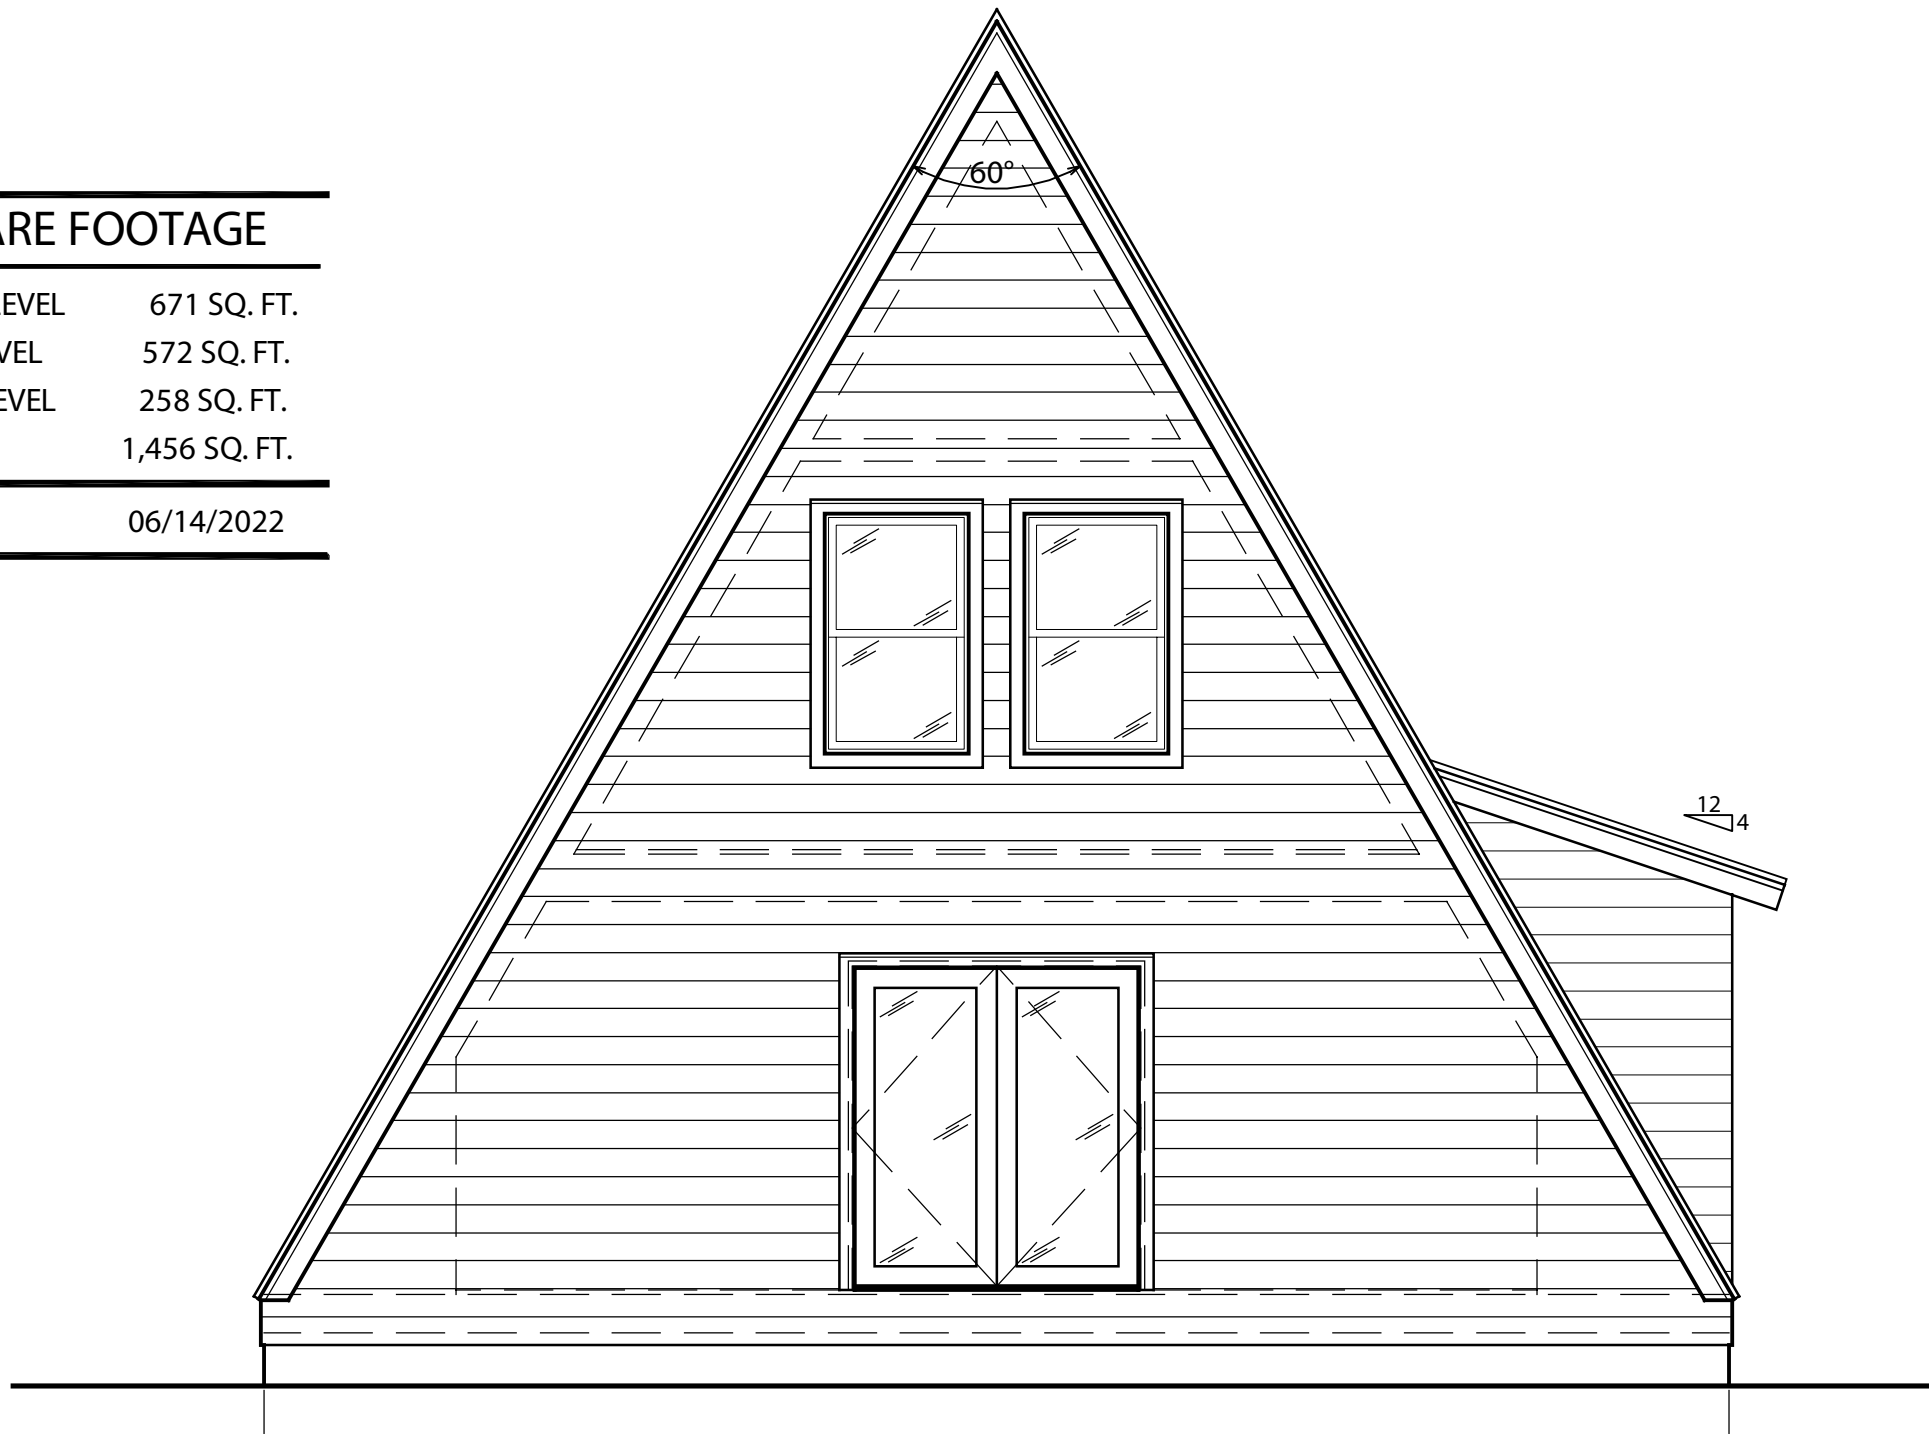 ARE FOOTAGE
LEVEL 671 SQ. FT.
VEL 572 SQ. FT.
EVEL 258 SQ. FT.
1,456 SQ. FT.
06/14/2022
60°
12
4